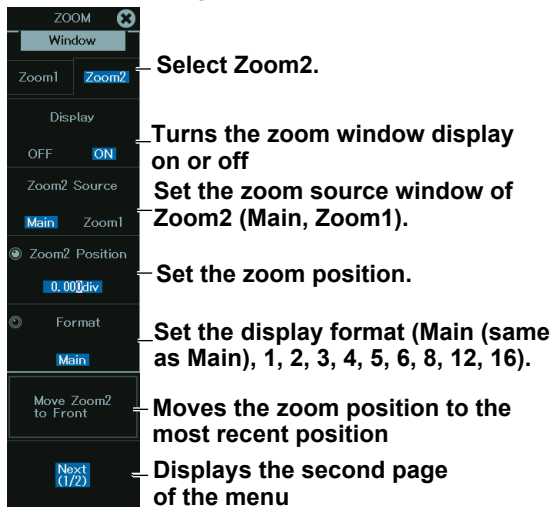 ZOOM
Window
Zoom1 Zoom2
Select Zoom2.
Display
OFF ON
Turns the zoom window display
on or off
Zoom2 Source
Main Zoom1
Set the zoom source window of
Zoom2 (Main, Zoom1).
Zoom2 Position
0.000div
Set the zoom position.
Format
Main
Set the display format (Main (same
as Main), 1, 2, 3, 4, 5, 6, 8, 12, 16).
Move Zoom2
to Front
Moves the zoom position to the
most recent position
Next
(1/2)
Displays the second page
of the menu